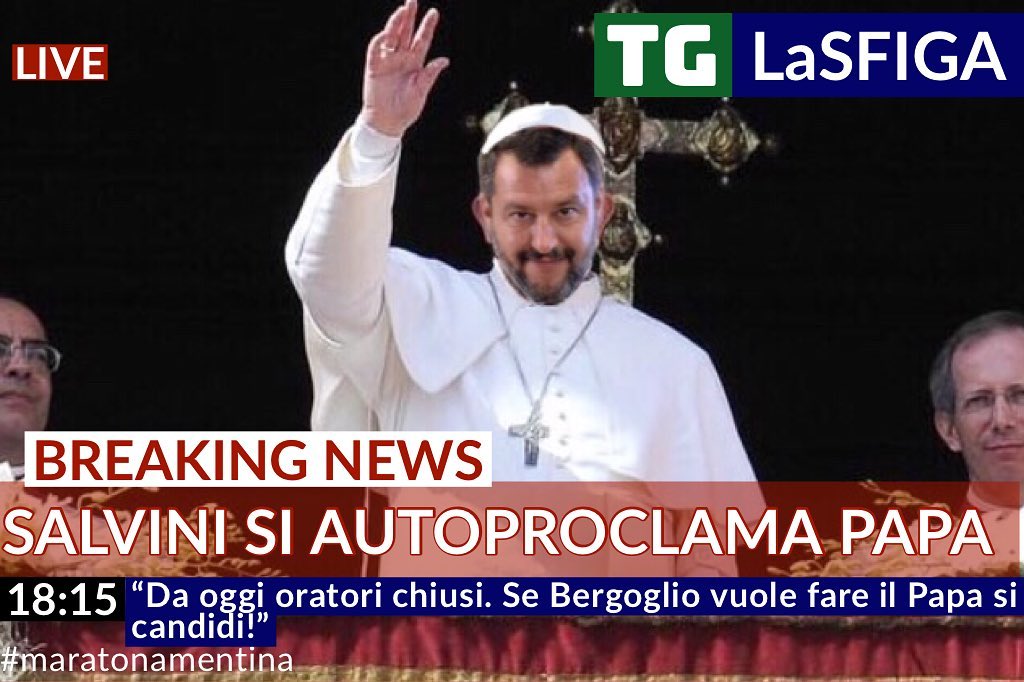 LIVE
TG LaSFIGA
BREAKING NEWS
SALVINI SI AUTOPROCLAMA PAPA
18:15 “Da oggi oratori chiusi. Se Bergoglio vuole fare il Papa si
candidi!”
#maratonamentina